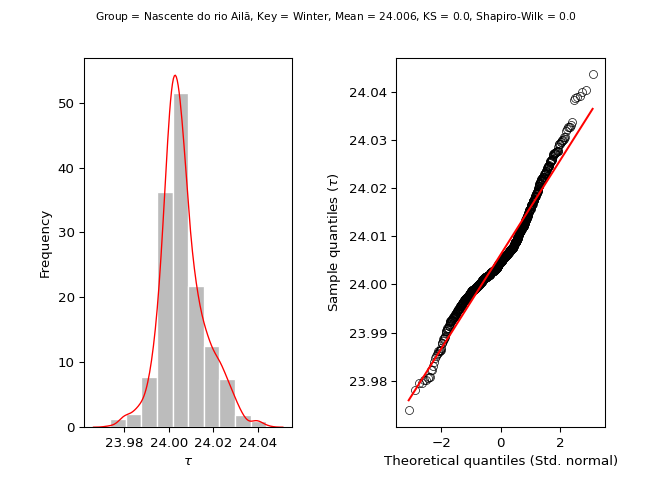 Group = Nascente do rio Ailã, Key = Winter, Mean = 24.006, KS = 0.0, Shapiro-Wilk = 0.0
50
40
30
20
10
0
Frequency
23.98 24.00 24.02 24.04
τ
24.04
24.03
24.02
24.01
24.00
23.99
23.98
Sample quantiles (τ)
−2 0 2
Theoretical quantiles (Std. normal)